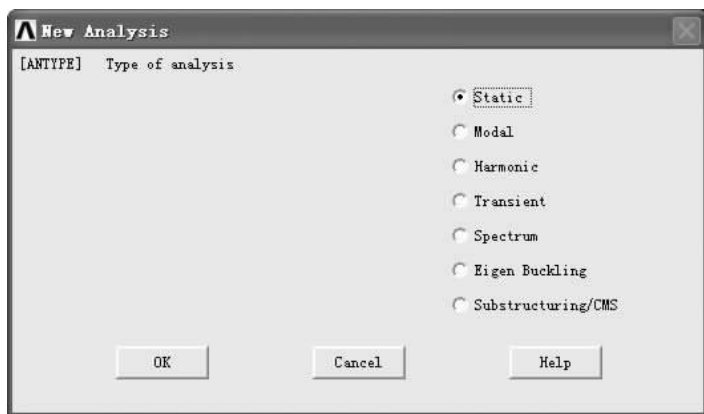 New Analysis
[ANTYPE] Type of analysis
Static
Modal
Harmonic
Transient
Spectrum
Eigen Buckling
Substructuring/CMS
OK Cancel Help